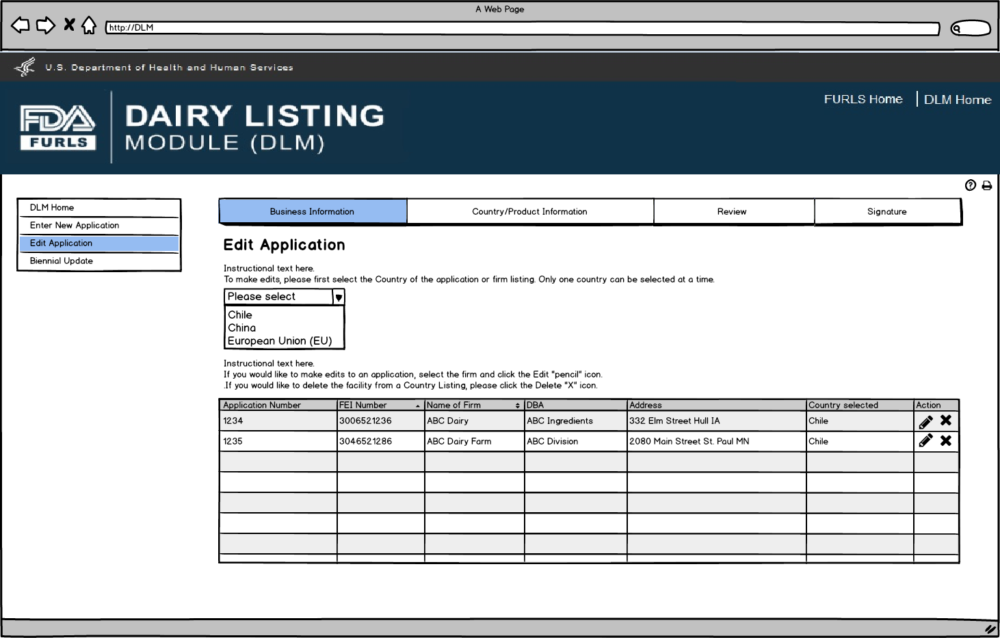 A Web Page
http://DLM
U.S. Department of Health and Human Services
FURLS Home | DLM Home
FDA
FURLS
DAIRY LISTING
MODULE (DLM)
DLM Home
Enter New Application
Edit Application
Biennial Update
Business Information Country/Product Information Review Signature
Edit Application
Instructional text here.
To make edits, please first select the Country of the application or firm listing. Only one country can be selected at a time.
Please select
Chile
China
European Union (EU)
Instructional text here.
If you would like to make edits to an application, select the firm and click the Edit "pencil" icon.
.If you would like to delete the facility from a Country Listing, please click the Delete "X" icon.
Application Number FEI Number Name of Firm DBA Address Country selected Action
1234 3006521236 ABC Dairy ABC Ingredients 332 Elm Street Hull IA Chile
1235 3046521286 ABC Dairy Farm ABC Division 2080 Main Street St. Paul MN Chile